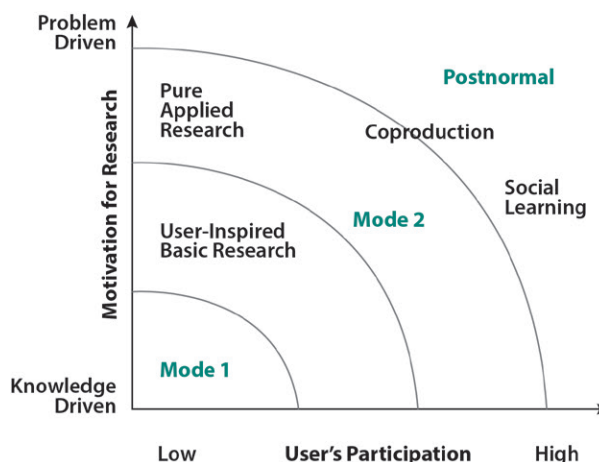 Problem
Driven
Postnormal
Pure
Applied
Research
Coproduction
Social
Learning
Mode 2
User-Inspired
Basic Research
Mode 1
Motivation for Research
Knowledge
Driven
Low
User's Participation
High